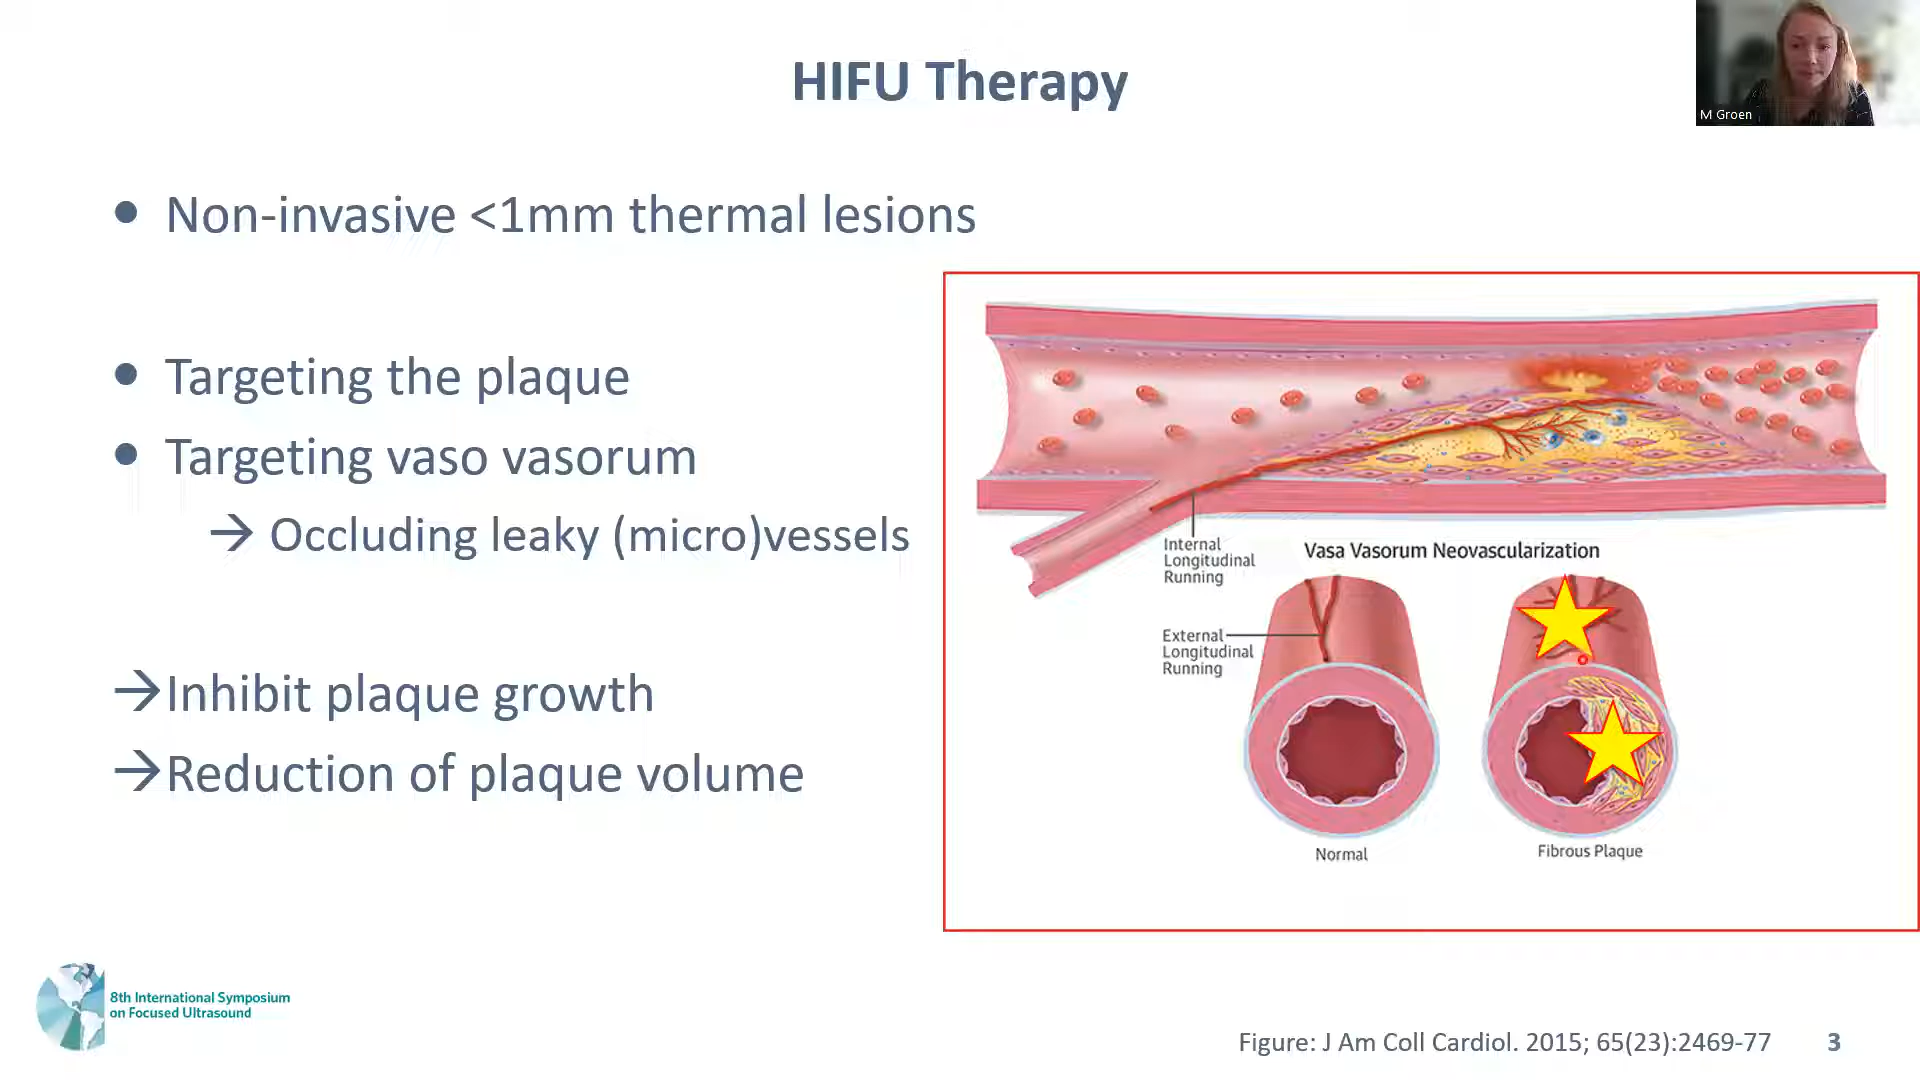 HIFU Therapy
M Groen
• Non-invasive <1mm thermal lesions
• Targeting the plaque
• Targeting vaso vasorum
→ Occluding leaky (micro)vessels
→Inhibit plaque growth
→Reduction of plaque volume
Internal
Longitudinal
Running
Vasa Vasorum Neovascularization
External
Longitudinal
Running
Normal
Fibrous Plaque
8th International Symposium
on Focused Ultrasound
Figure: J Am Coll Cardiol. 2015; 65(23):2469-77
3